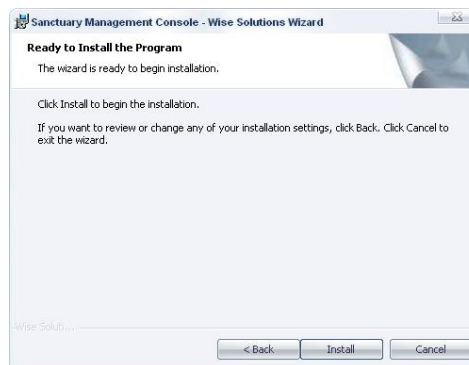 Sanctuary Management Console - Wise Solutions Wizard
Ready to Install the Program
The wizard is ready to begin installation.
Click Install to begin the installation.
If you want to review or change any of your installation settings, click Back. Click Cancel to
exit the wizard.
Wise Soluti...
< Back Install Cancel